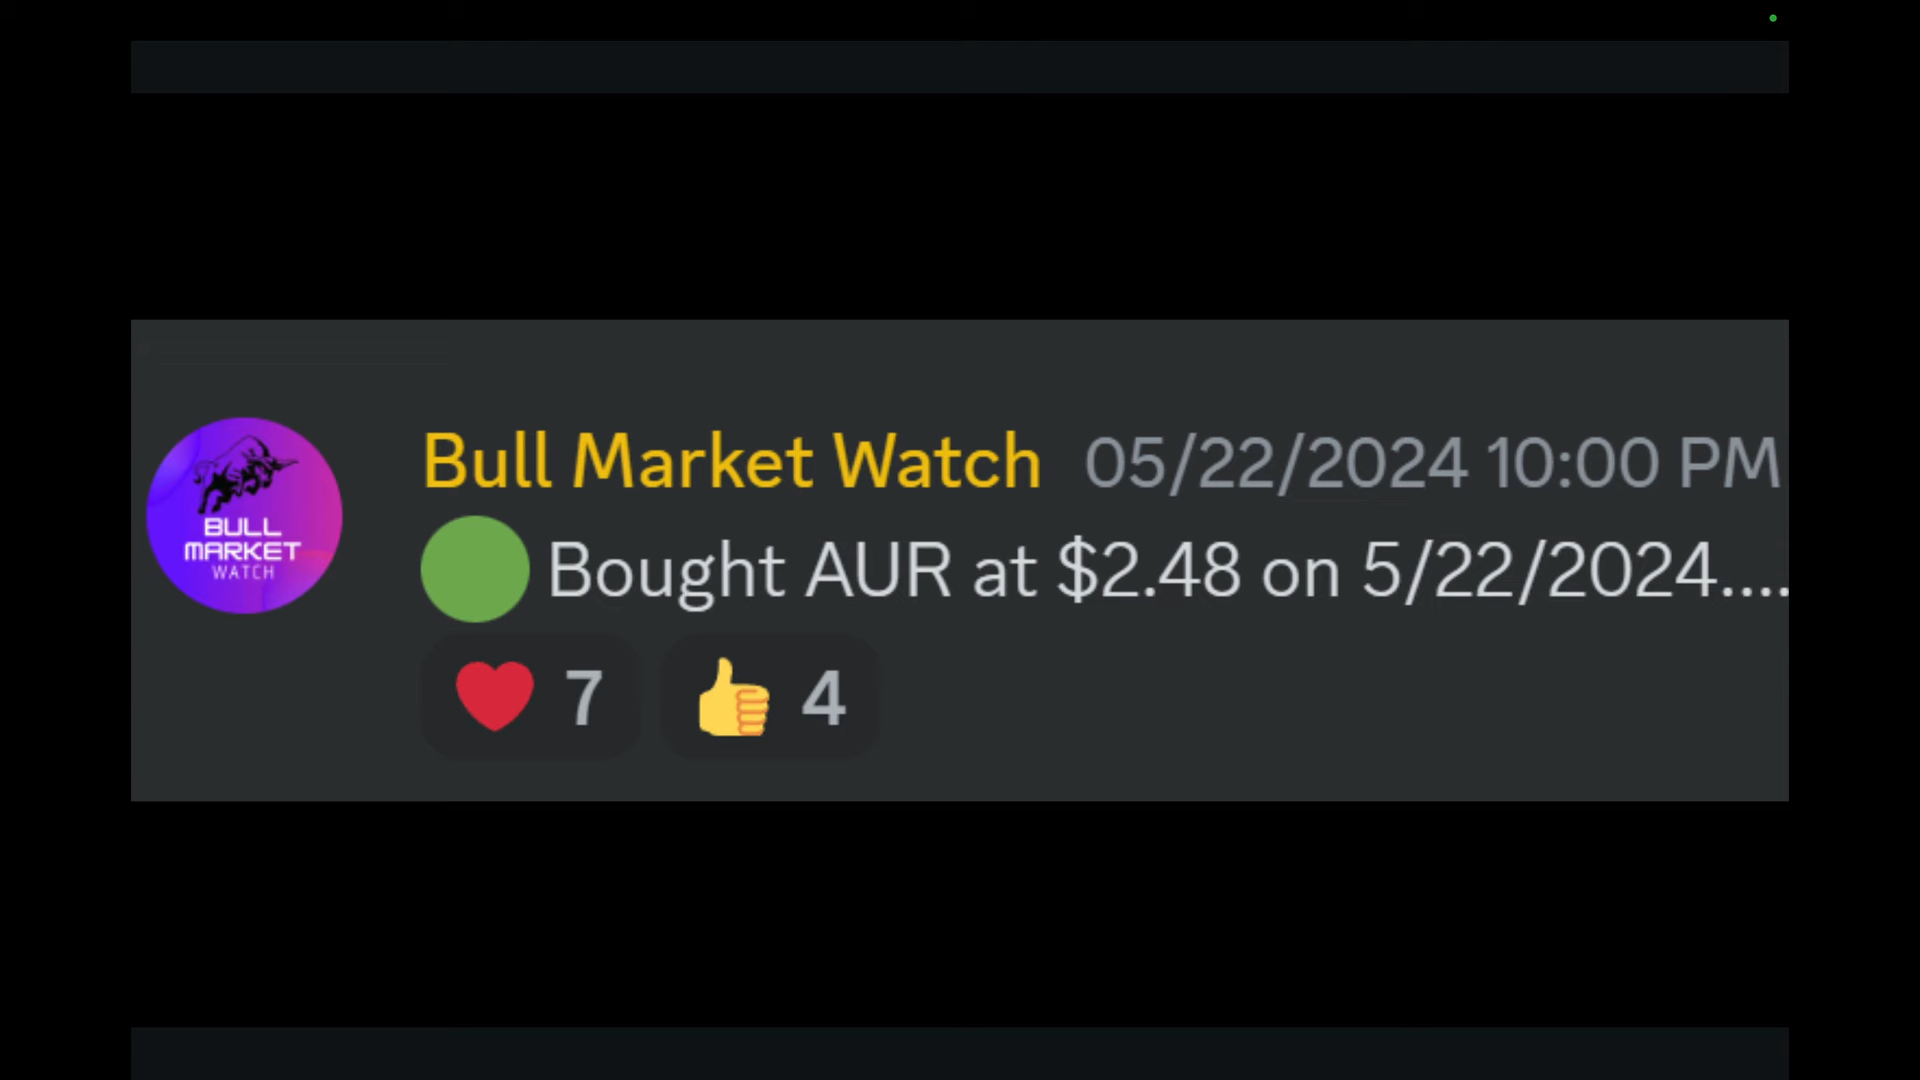 Bull Market Watch 05/22/2024 10:00 PM
BULL
MARKET
WATCH
Bought AUR at $2.48 on 5/22/2024....
7 4